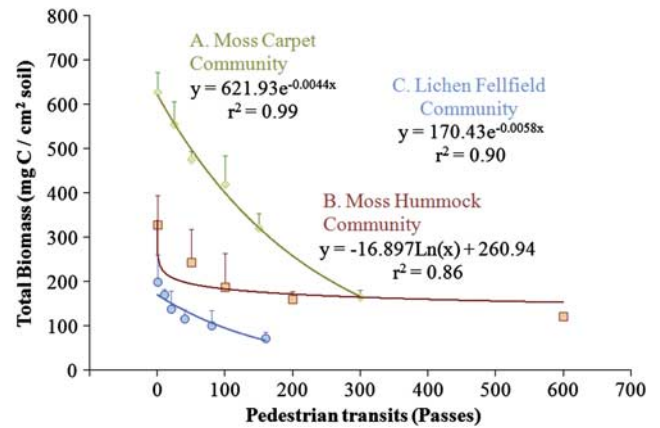 800
700
600
500
400
300
200
100
0
Total Biomass (mg C / cm² soil)
A. Moss Carpet
Community
y = 621.93e^-0.0044x
r² = 0.99
C. Lichen Fellfield
Community
y = 170.43e^-0.0058x
r² = 0.90
B. Moss Hummock
Community
y = -16.897Ln(x) + 260.94
r² = 0.86
0 100 200 300 400 500 600 700
Pedestrian transits (Passes)